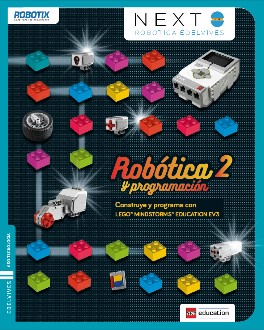 ROBOTIX
NEXT
ROBÓTICA EDELVIVES
Robótica 2
y programación
Construye y programa con
LEGO® MINDSTORMS® EDUCATION EV3
education
EDELVIVES